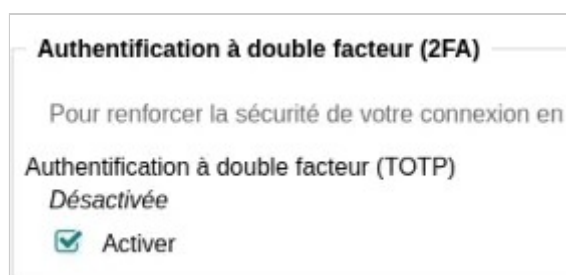 Authentification à double facteur (2FA)
Pour renforcer la sécurité de votre connexion en
Authentification à double facteur (TOTP)
Désactivée
Activer